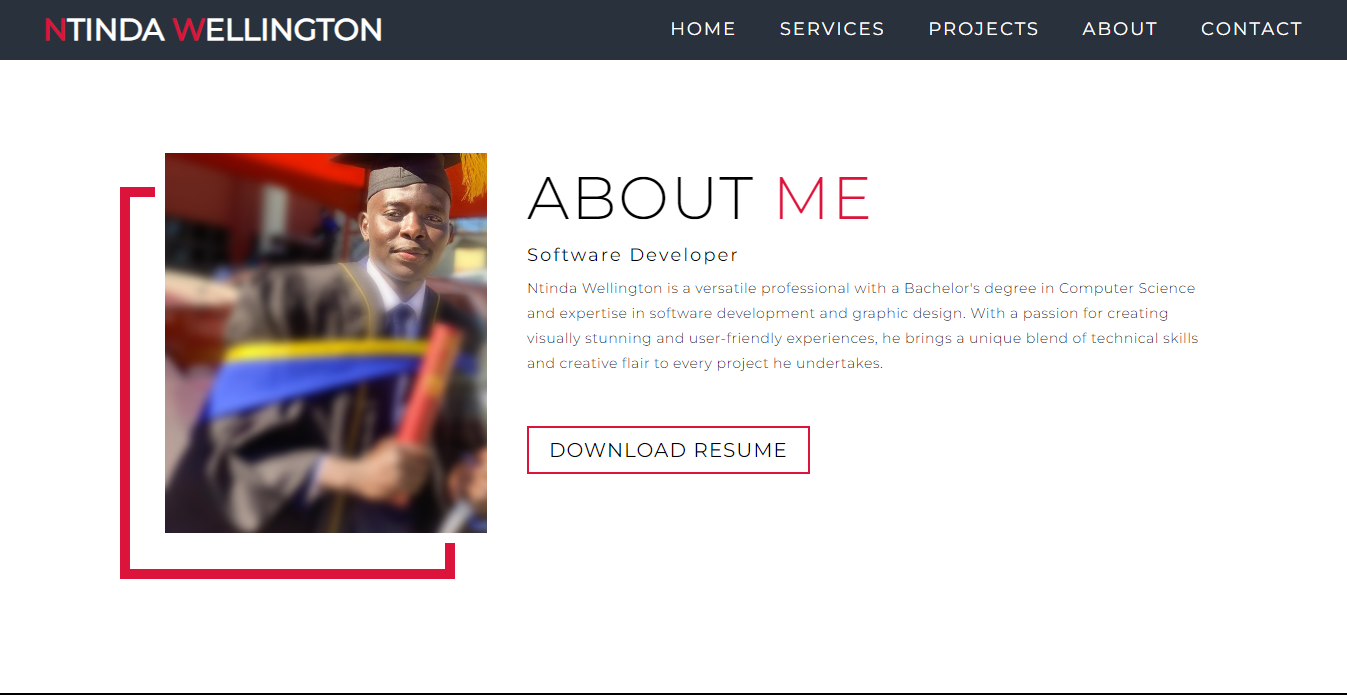 NTINDA WELLINGTON
HOME SERVICES PROJECTS ABOUT CONTACT
ABOUT ME
Software Developer
Ntinda Wellington is a versatile professional with a Bachelor's degree in Computer Science
and expertise in software development and graphic design. With a passion for creating
visually stunning and user-friendly experiences, he brings a unique blend of technical skills
and creative flair to every project he undertakes.
DOWNLOAD RESUME